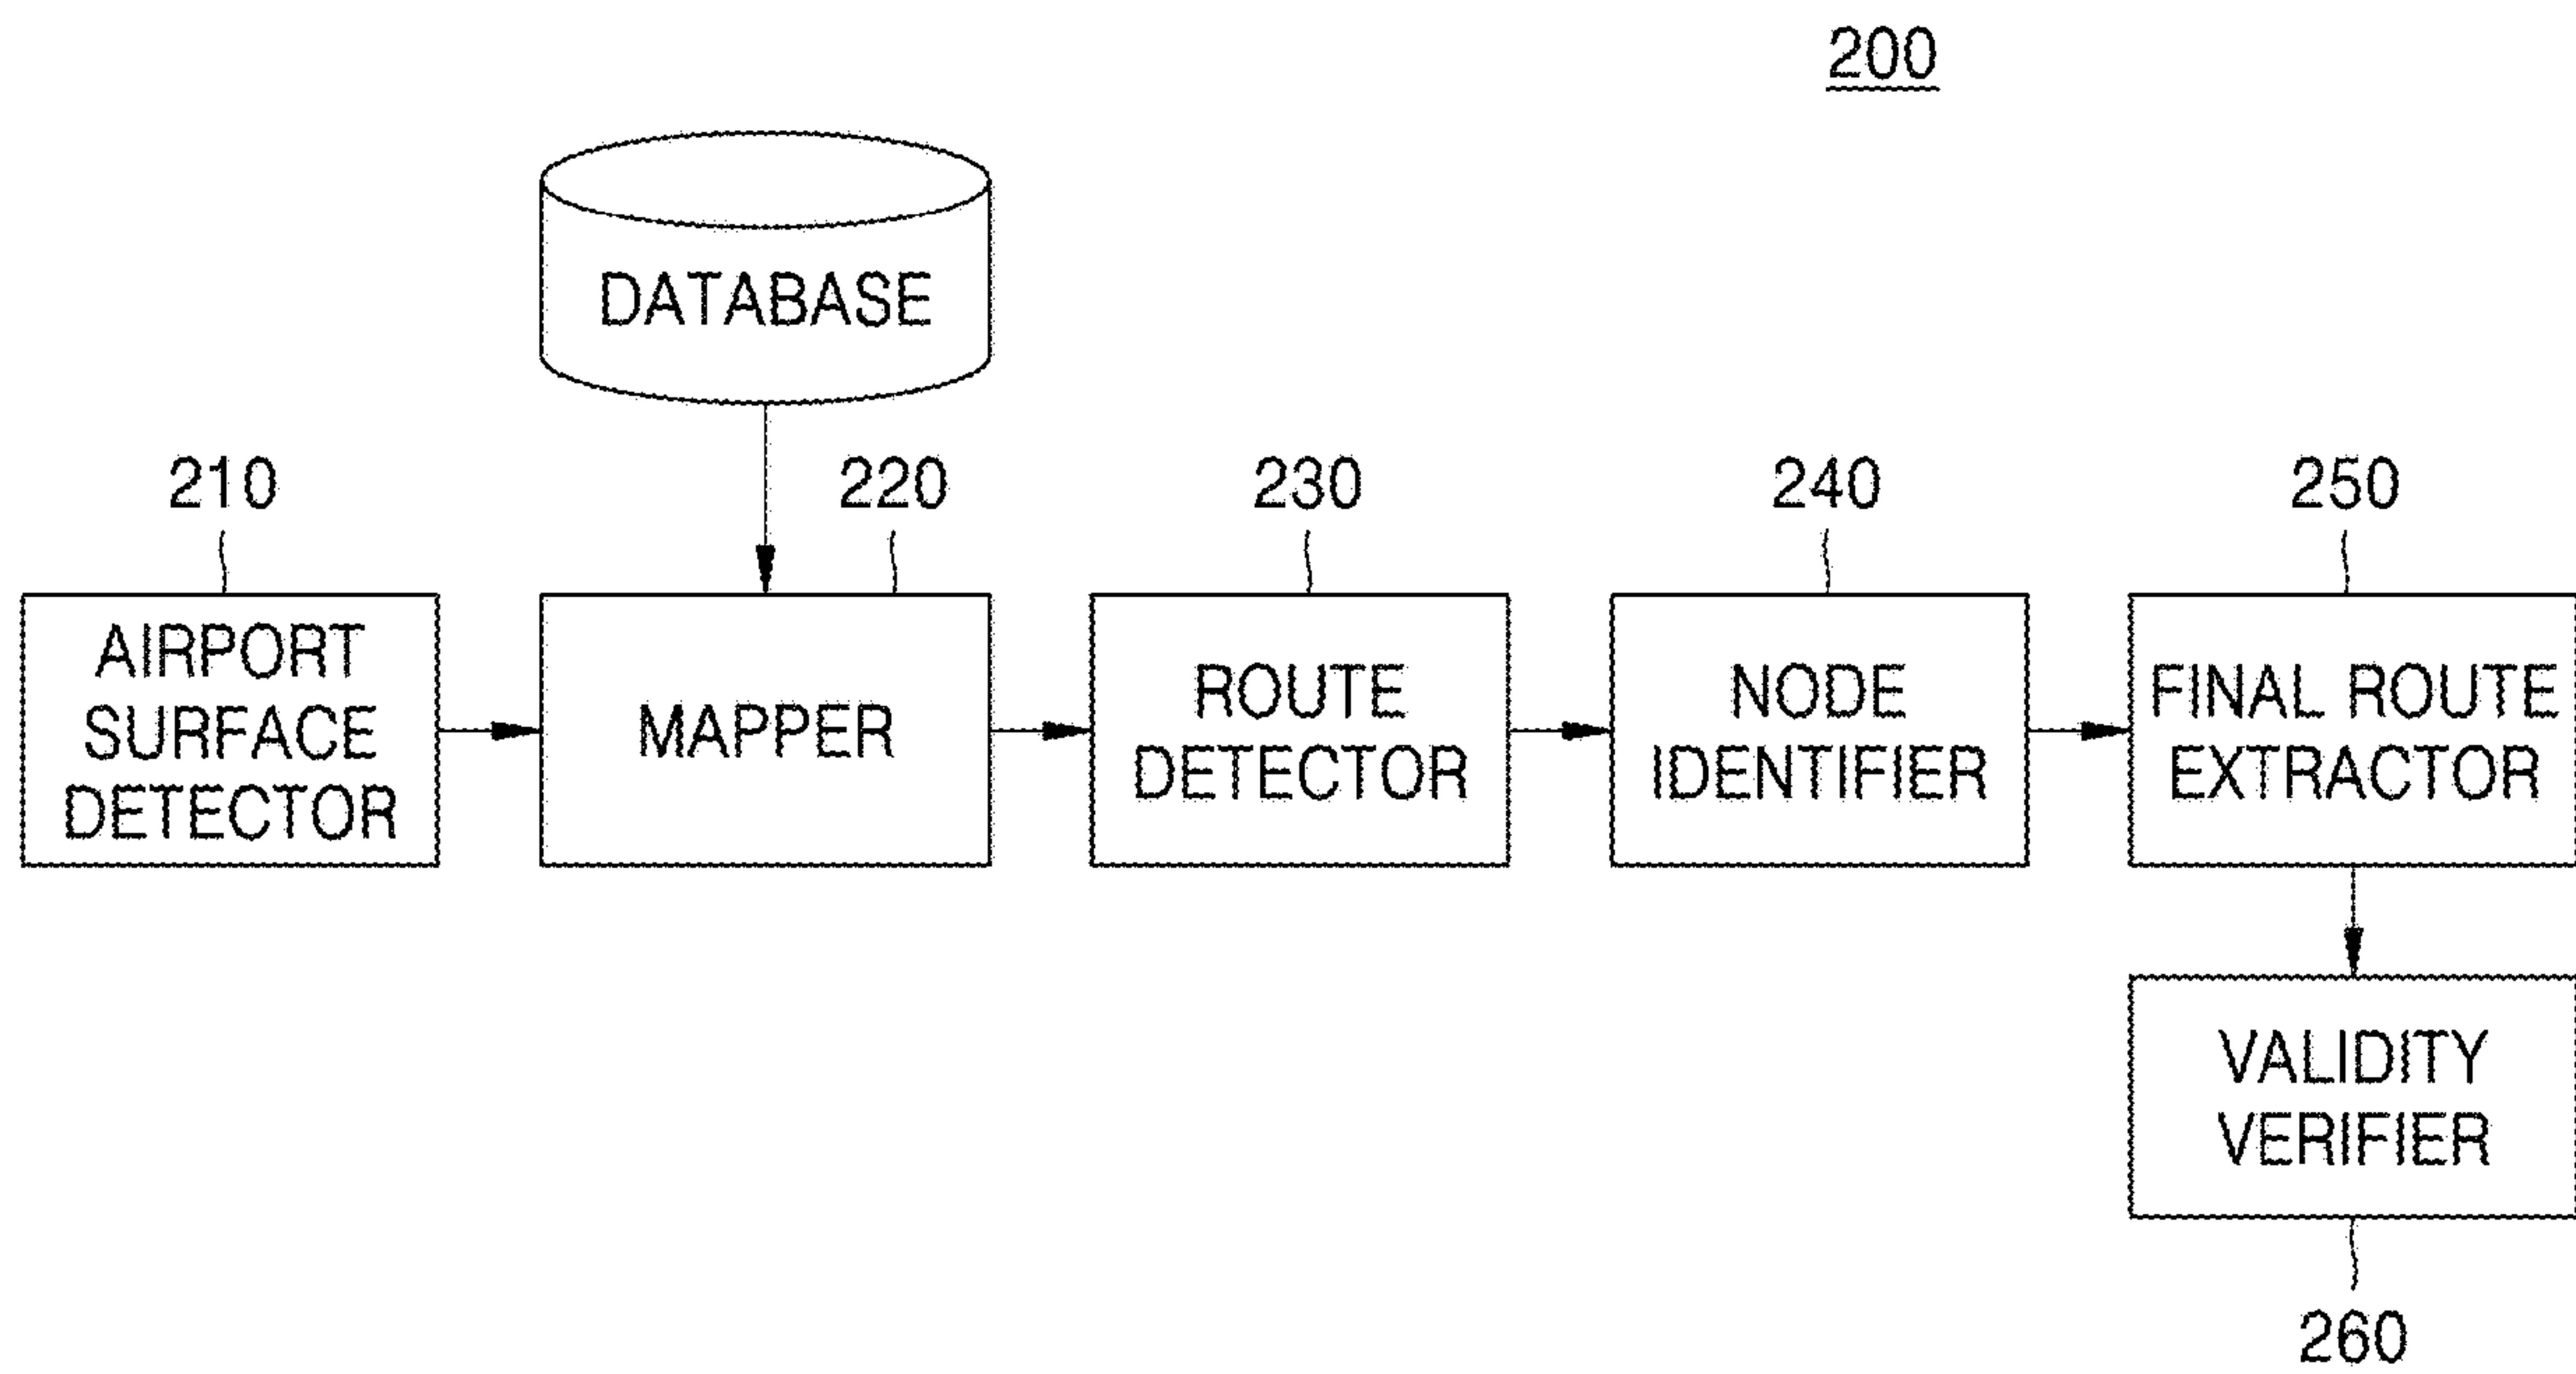 200
DATABASE
210
220
230
240
250
AIRPORT
SURFACE
DETECTOR
MAPPER
ROUTE
DETECTOR
NODE
IDENTIFIER
FINAL ROUTE
EXTRACTOR
VALIDITY
VERIFIER
260